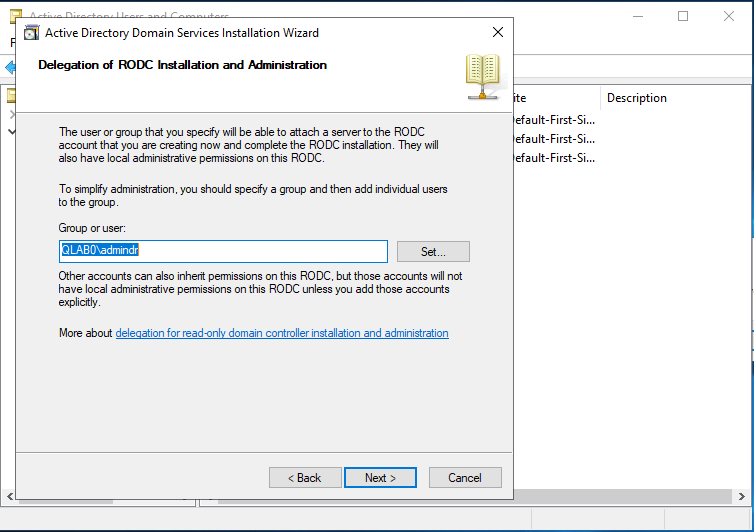 Active Directory Users and Computers
Active Directory Domain Services Installation Wizard
Delegation of RODC Installation and Administration
The user or group that you specify will be able to attach a server to the RODC
account that you are creating now and complete the RODC installation. They will
also have local administrative permissions on this RODC.
To simplify administration, you should specify a group and then add individual users
to the group.
Group or user:
QLAB0\admindr
Set...
Other accounts can also inherit permissions on this RODC, but those accounts will not
have local administrative permissions on this RODC unless you add those accounts
explicitly.
More about delegation for read-only domain controller installation and administration
< Back
Next >
Cancel
ite
Description
Default-First-Si...
Default-First-Si...
Default-First-Si...